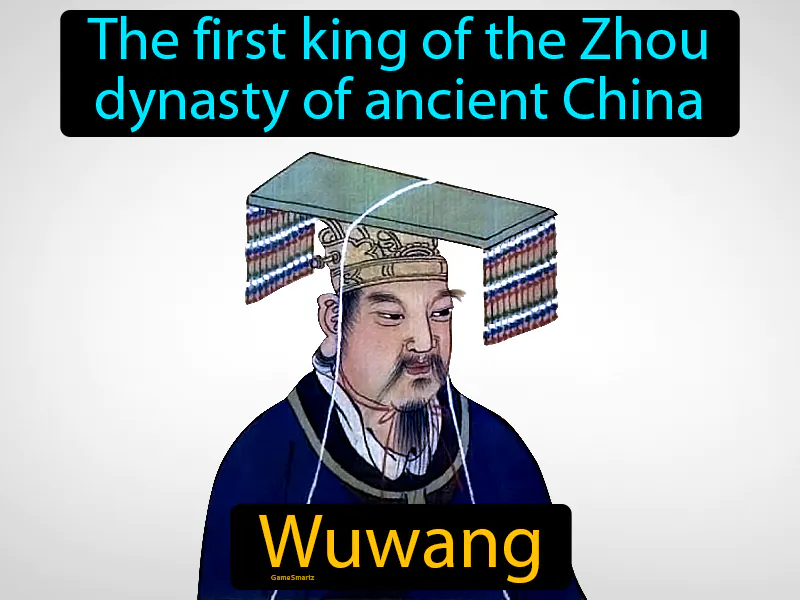 The first king of the Zhou
dynasty of ancient China
Wuwang
GameSmartz